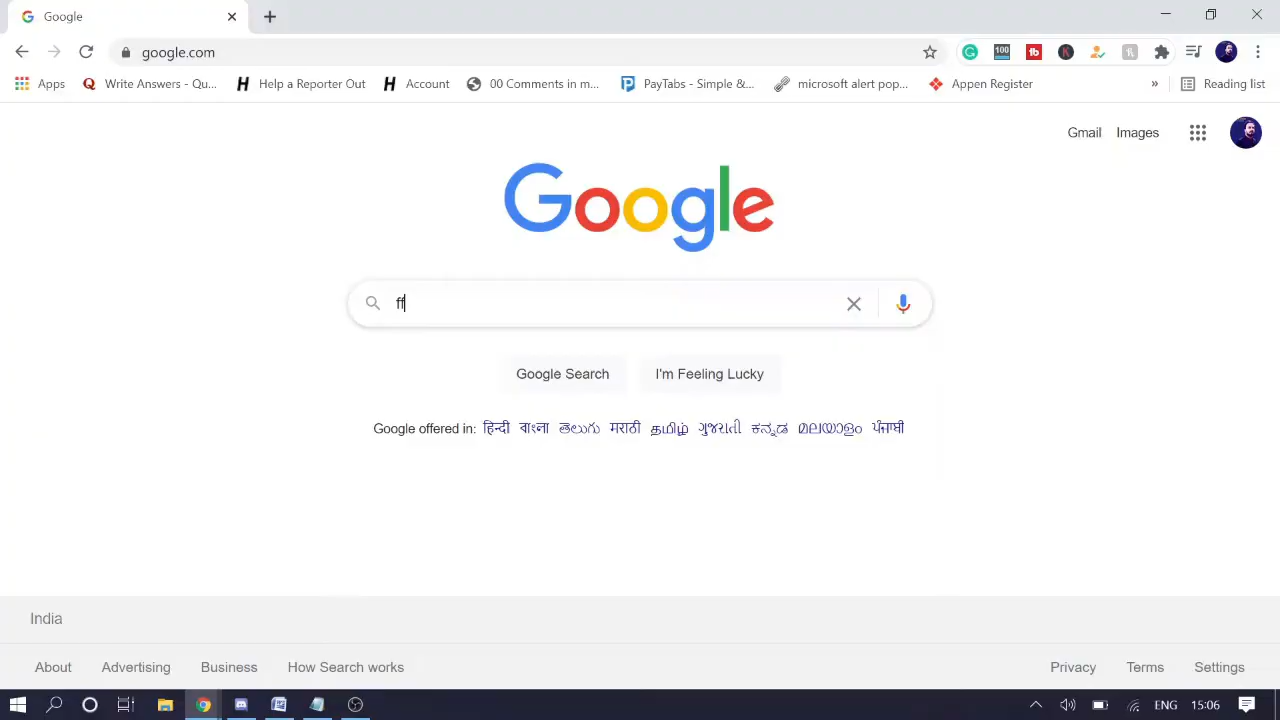 Google
google.com
Apps Write Answers - Qu... Help a Reporter Out Account 00 Comments in m... PayTabs - Simple &... microsoft alert pop... Appen Register » Reading list
100
Gmail Images
Google
ff
Google Search I'm Feeling Lucky
Google offered in: हिन्दी বাংলা తెలుగు मराठी தமிழ் ગુજરાતી ಕನ್ನಡ മലയാളം ਪੰਜਾਬੀ
India
About Advertising Business How Search works Privacy Terms Settings
ENG 15:06